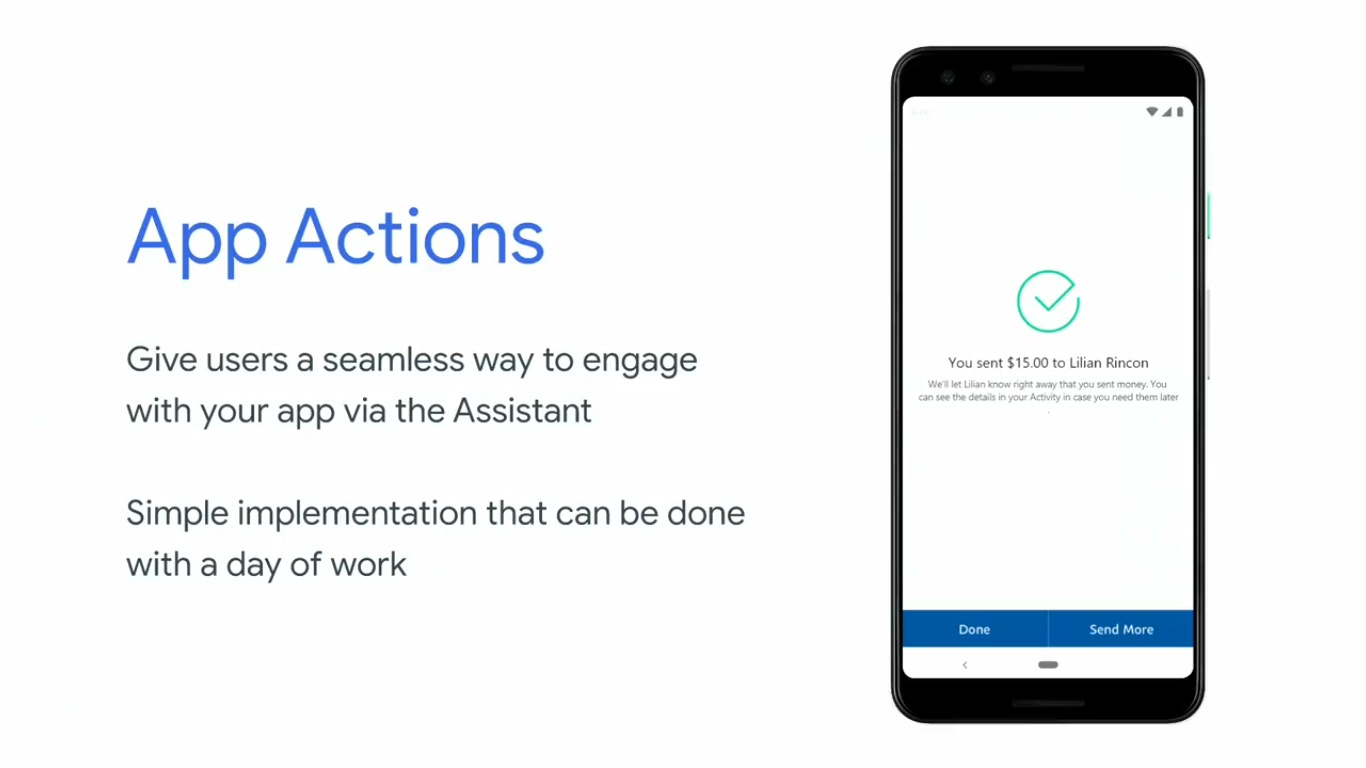 App Actions
Give users a seamless way to engage
with your app via the Assistant
Simple implementation that can be done
with a day of work
You sent $15.00 to Lilian Rincon
We'll let Lilian know right away that you sent money. You
can see the details in your Activity in case you need them later
.
Done
Send More